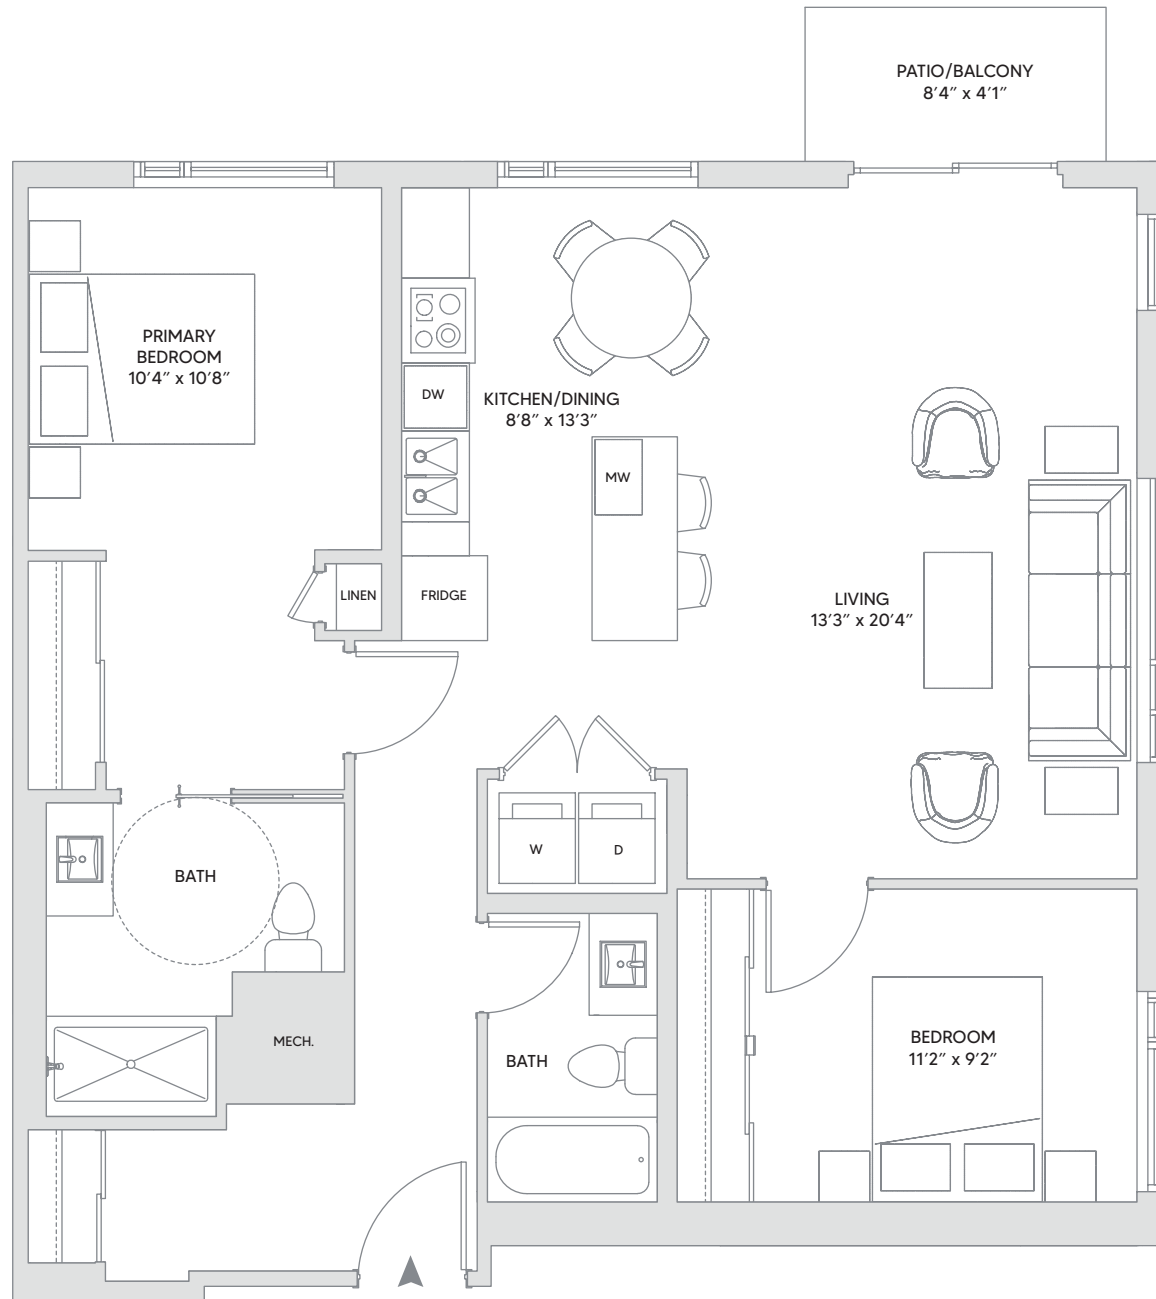 PATIO/BALCONY
8′4″ x 4′1″
PRIMARY
BEDROOM
10′4″ x 10′8″
DW
KITCHEN/DINING
8′8″ x 13′3″
MW
LINEN
FRIDGE
LIVING
13′3″ x 20′4″
W
D
BATH
MECH.
BATH
BEDROOM
11′2″ x 9′2″